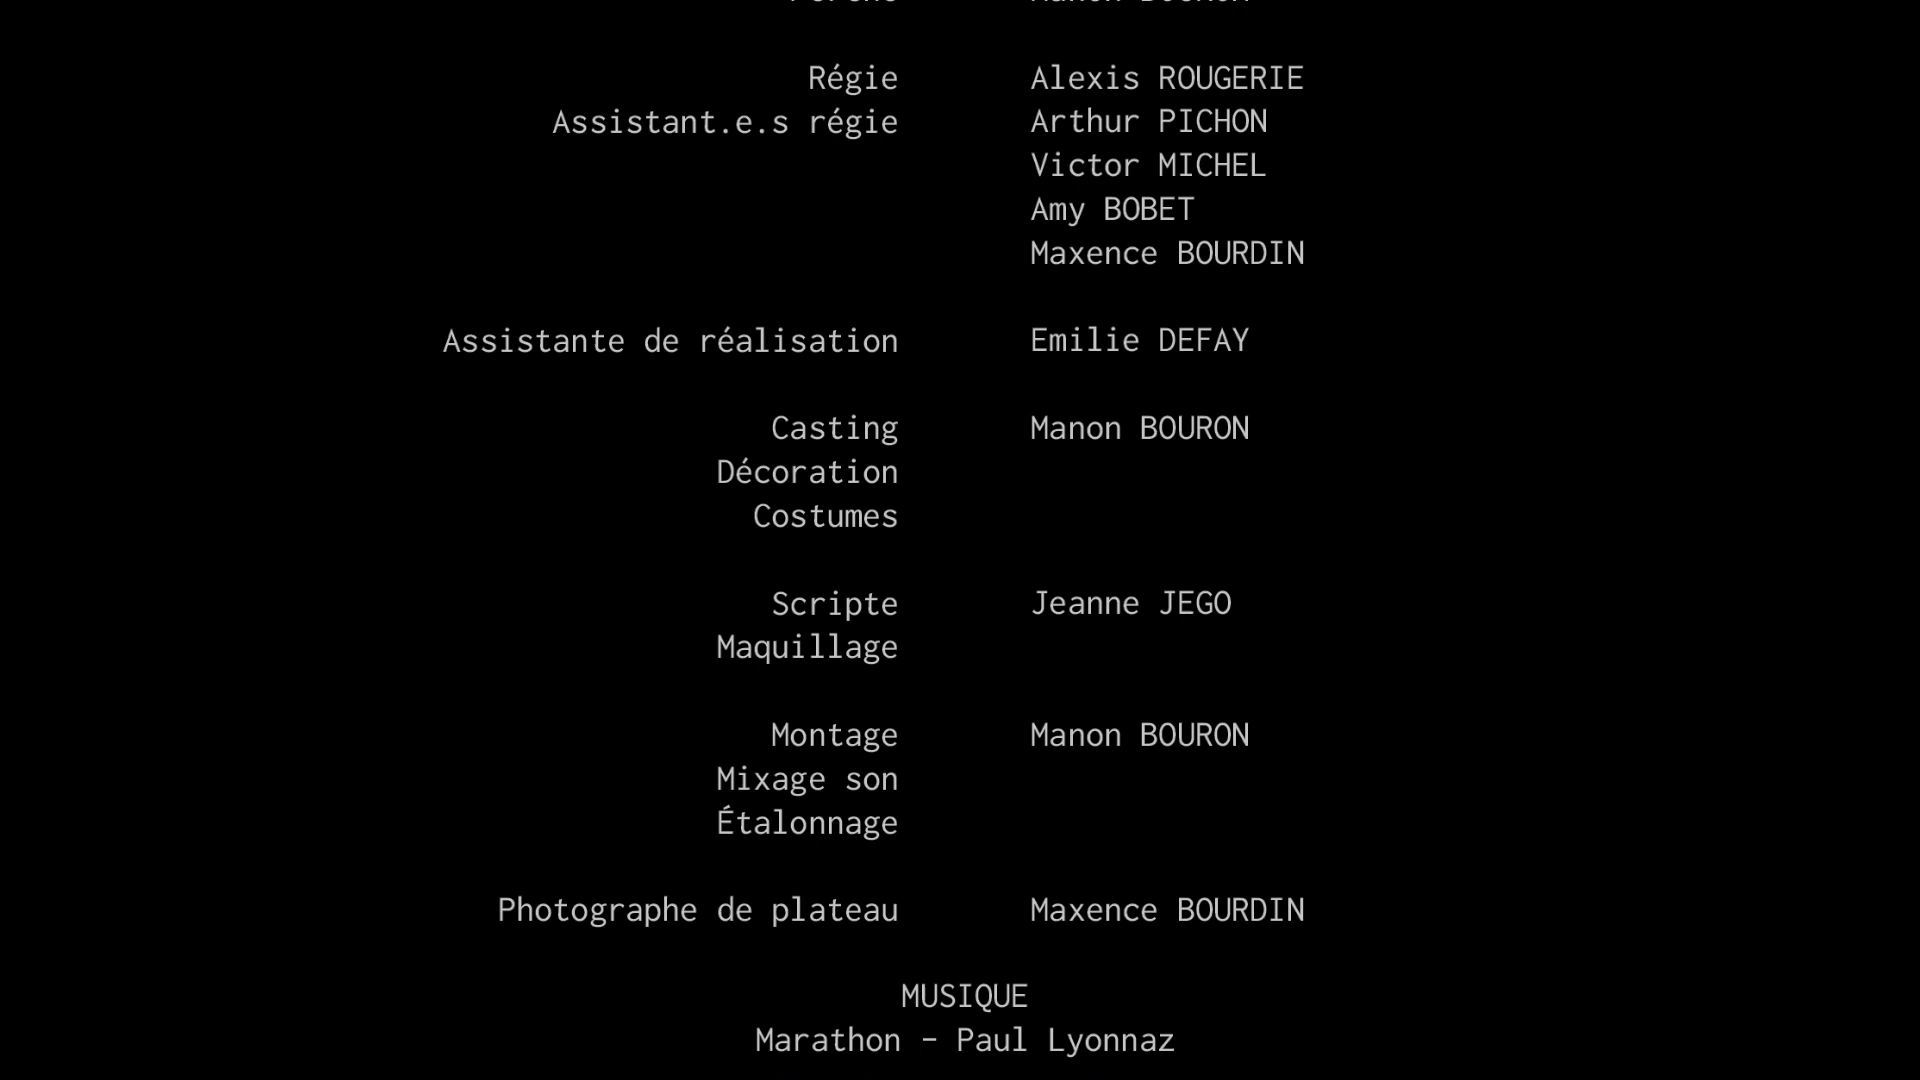 Régie Alexis ROUGERIE
Assistant.e.s régie Arthur PICHON
Victor MICHEL
Amy BOBET
Maxence BOURDIN
Assistante de réalisation Emilie DEFAY
Casting Manon BOURON
Décoration
Costumes
Scripte Jeanne JEGO
Maquillage
Montage Manon BOURON
Mixage son
Étalonnage
Photographe de plateau Maxence BOURDIN
MUSIQUE
Marathon - Paul Lyonnaz